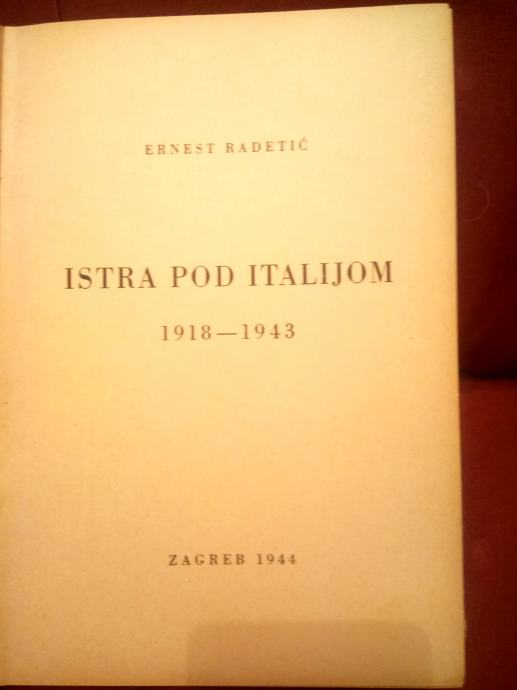 ERNEST RADETIĆ
ISTRA POD ITALIJOM
1918—1943
ZAGREB 1944